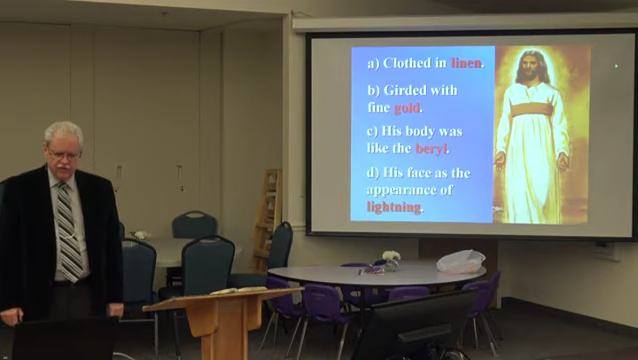 a) Clothed in linen.
b) Girded with
fine gold.
c) His body was
like the beryl.
d) His face as the
appearance of
lightning.